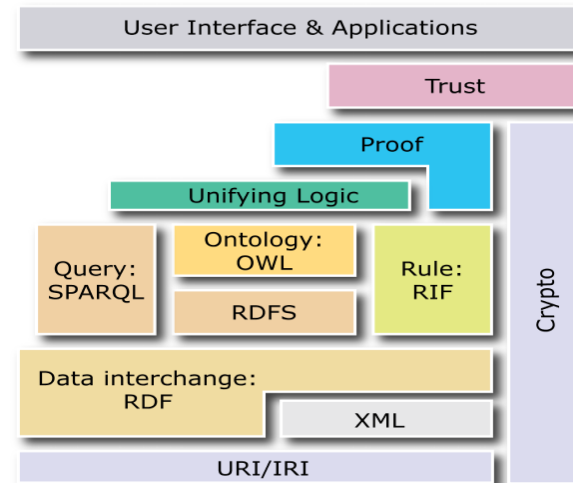 User Interface & Applications
Trust
Proof
Unifying Logic
Query:
SPARQL
Ontology:
OWL
RDFS
Rule:
RIF
Crypto
Data interchange:
RDF
XML
URI/IRI